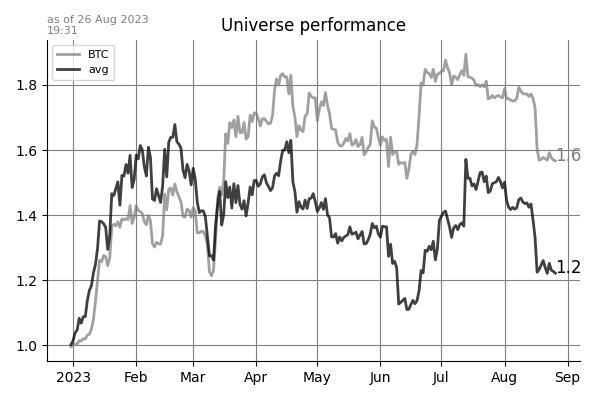 as of 26 Aug 2023
19:31
Universe performance
BTC
avg
1.8
1.6
1.4
1.2
1.0
1.6
1.2
2023 Feb Mar Apr May Jun Jul Aug Sep